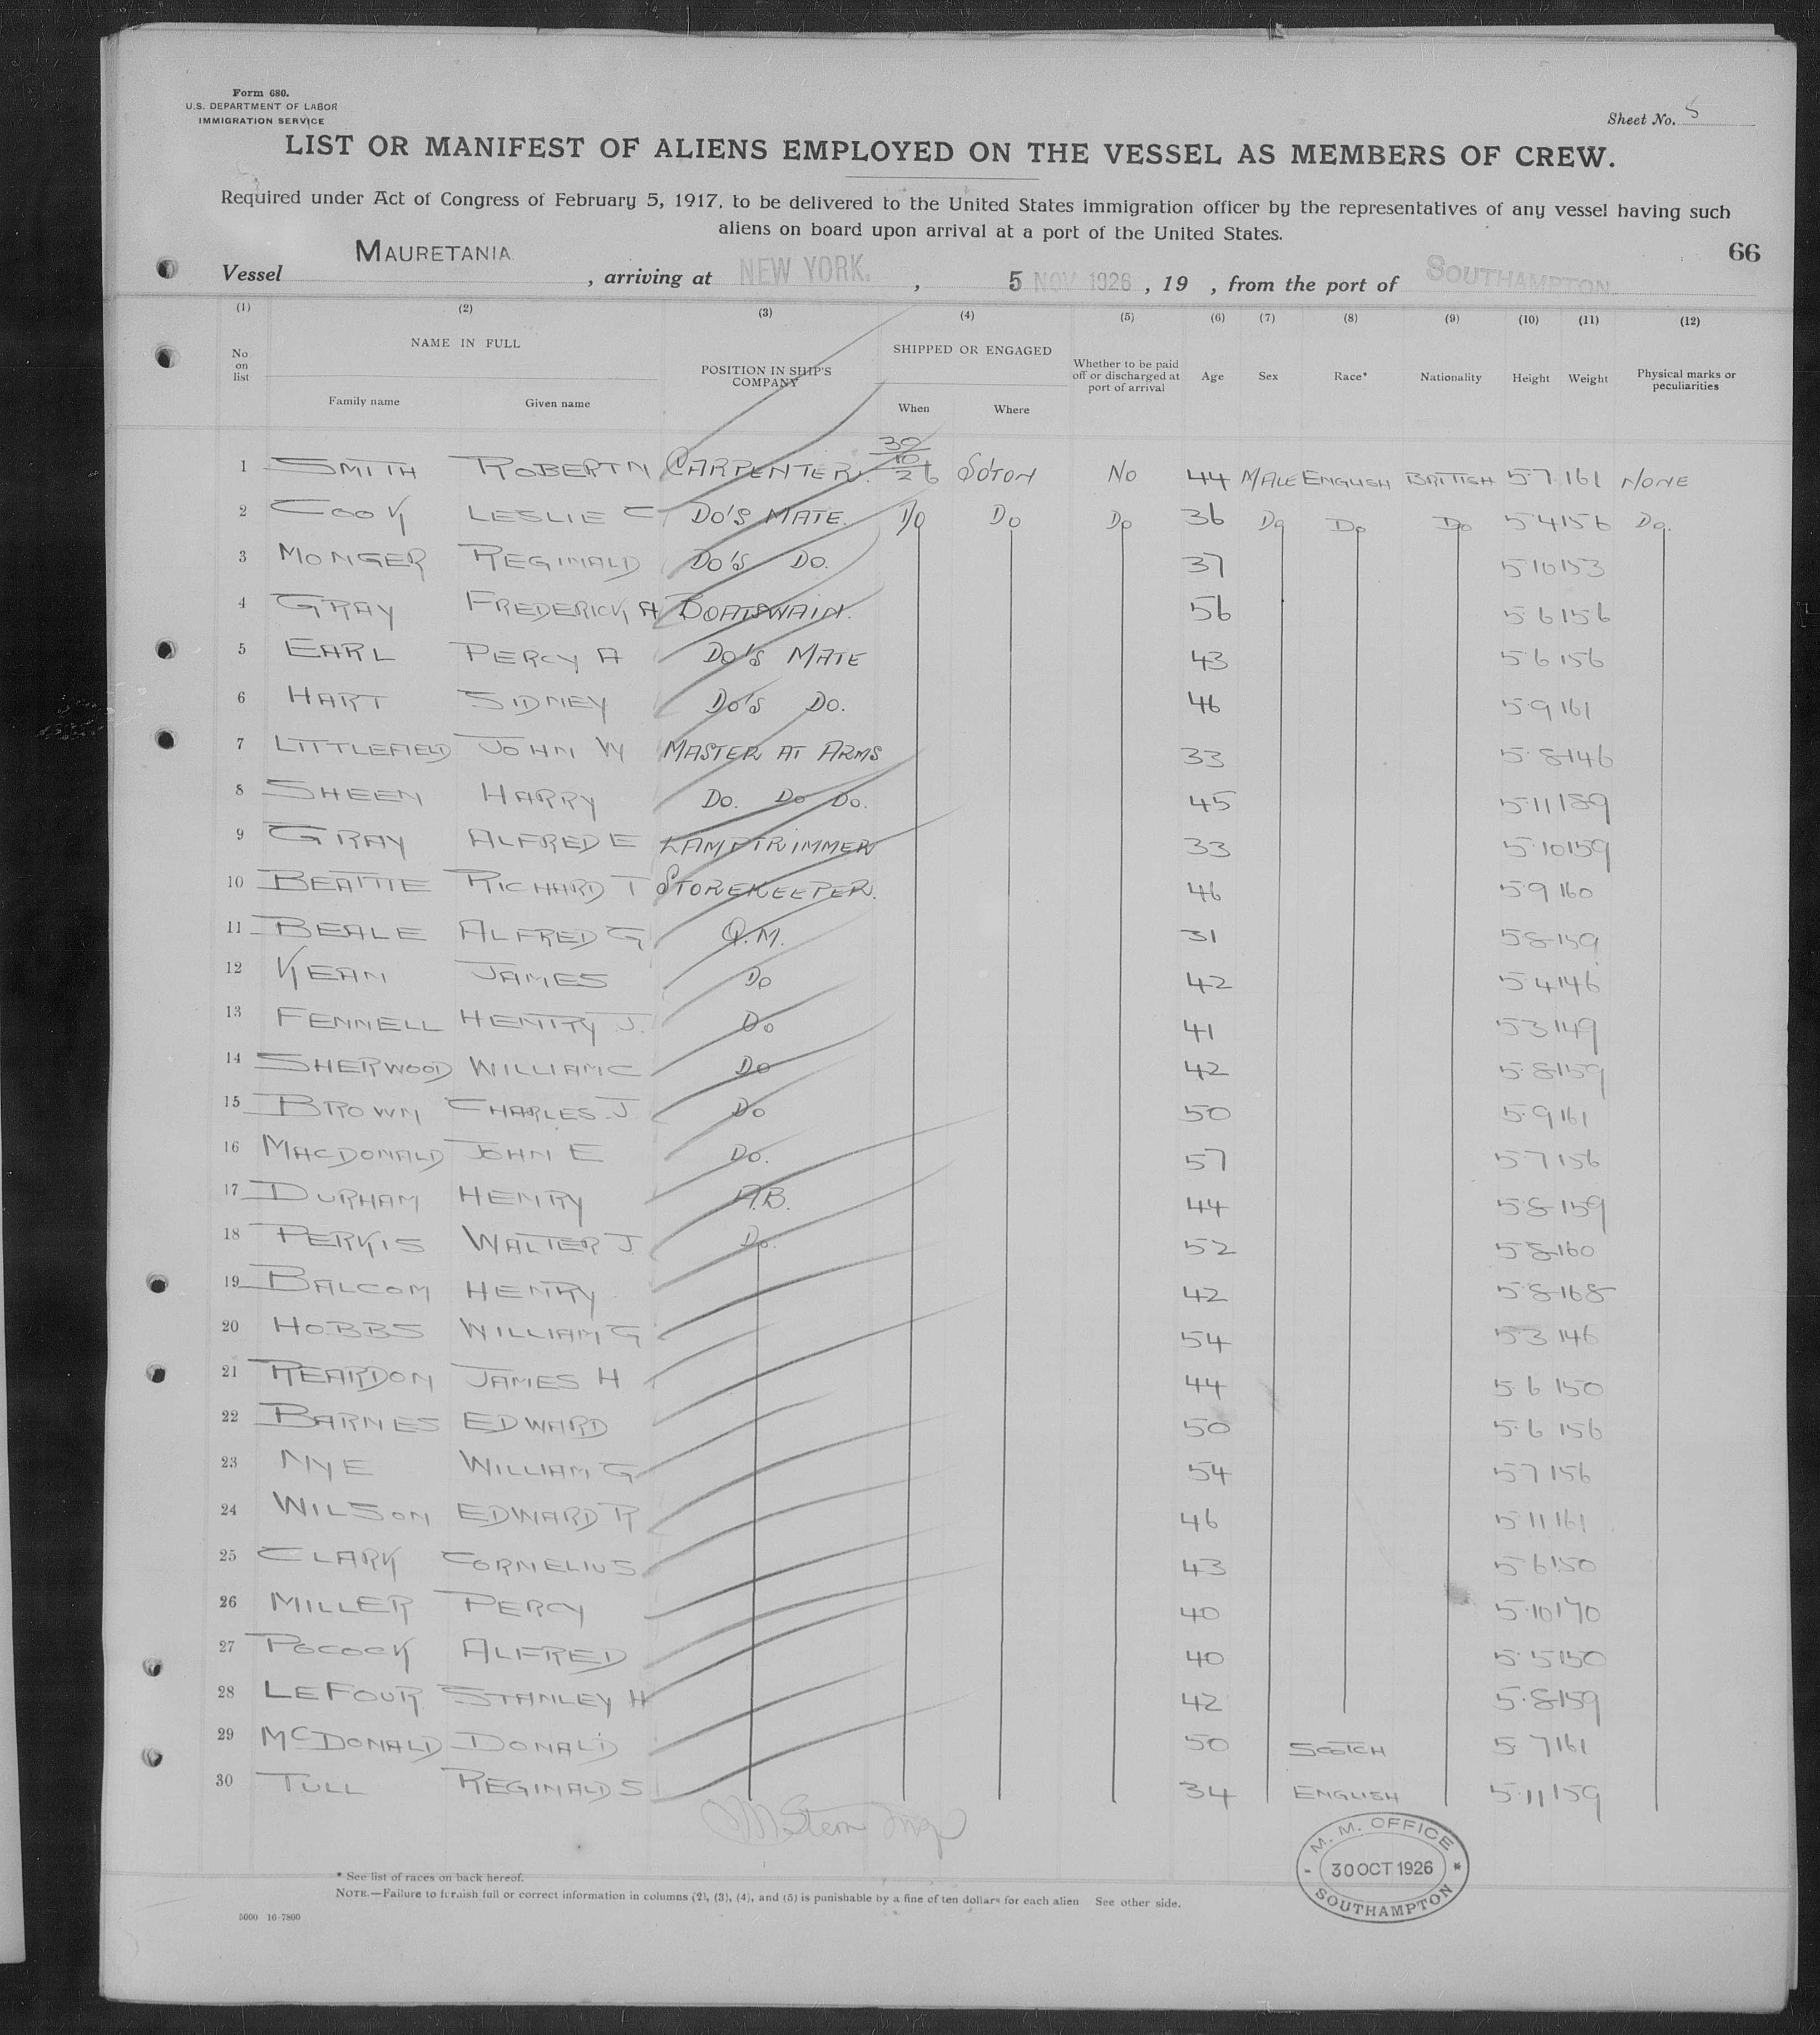 Form 680.
U.S. DEPARTMENT OF LABOR
IMMIGRATION SERVICE
Sheet No. 5
LIST OR MANIFEST OF ALIENS EMPLOYED ON THE VESSEL AS MEMBERS OF CREW.
Required under Act of Congress of February 5, 1917, to be delivered to the United States immigration officer by the representatives of any vessel having such
aliens on board upon arrival at a port of the United States.
66
Vessel MAURETANIA , arriving at NEW YORK. , 5 NOV 1926 , 19 , from the port of SOUTHAMPTON.
(1) (2) (3) (4) (5) (6) (7) (8) (9) (10) (11) (12)
No on list NAME IN FULL Family name Given name POSITION IN SHIP'S COMPANY SHIPPED OR ENGAGED When Where Whether to be paid off or discharged at port of arrival Age Sex Race* Nationality Height Weight Physical marks or peculiarities
1 SMITH ROBERT M CARPENTER. 30/10/26 SO'TON NO 44 MALE ENGLISH BRITISH 5·7 161 NONE
2 COOK LESLIE C DO'S MATE. DO DO DO 36 DO DO DO 5·4 156 DO.
3 MONGER REGINALD DO'S DO. 37 5·10 153
4 GRAY FREDERICK A BOATSWAIN. 56 5·6 156
5 EARL PERCY A DO'S MATE 43 5·6 156
6 HART SIDNEY DO'S DO. 46 5·9 161
7 LITTLEFIELD JOHN W MASTER AT ARMS 33 5·8 146
8 SHEEN HARRY DO. DO DO. 45 5·11 189
9 GRAY ALFRED E LAMPTRIMMER 33 5·10 159
10 BEATTIE RICHARD T STOREKEEPER. 46 5·9 160
11 BEALE ALFRED G Q.M. 31 5·8 159
12 KEAN JAMES DO 42 5·4 146
13 FENNELL HENRY J. DO 41 5·3 149
14 SHERWOOD WILLIAM C DO 42 5·8 159
15 BROWN CHARLES. J DO 50 5·9 161
16 MACDONALD JOHN E DO. 57 5·7 156
17 DURHAM HENRY A.B. 44 5·8 159
18 PERKIS WALTER J. DO. 52 5·8 160
19 BALCOM HENRY 42 5·8 168
20 HOBBS WILLIAM G 54 5·3 146
21 REARDON JAMES H 44 5·6 150
22 BARNES EDWARD 50 5·6 156
23 NYE WILLIAM G 54 5·7 156
24 WILSON EDWARD R 46 5·11 161
25 CLARK CORNELIUS 43 5·6 150
26 MILLER PERCY 40 5·10 170
27 POCOCK ALFRED 40 5·5 150
28 LEFOUR STANLEY H 42 5·8 159
29 MCDONALD DONALD 50 SCOTCH 5·7 161
30 TULL REGINALD S 34 ENGLISH 5·11 159
M. M. OFFICE
30 OCT 1926
SOUTHAMPTON
* See list of races on back hereof.
NOTE.—Failure to furnish full or correct information in columns (2), (3), (4), and (5) is punishable by a fine of ten dollars for each alien See other side.
5000 16-7800